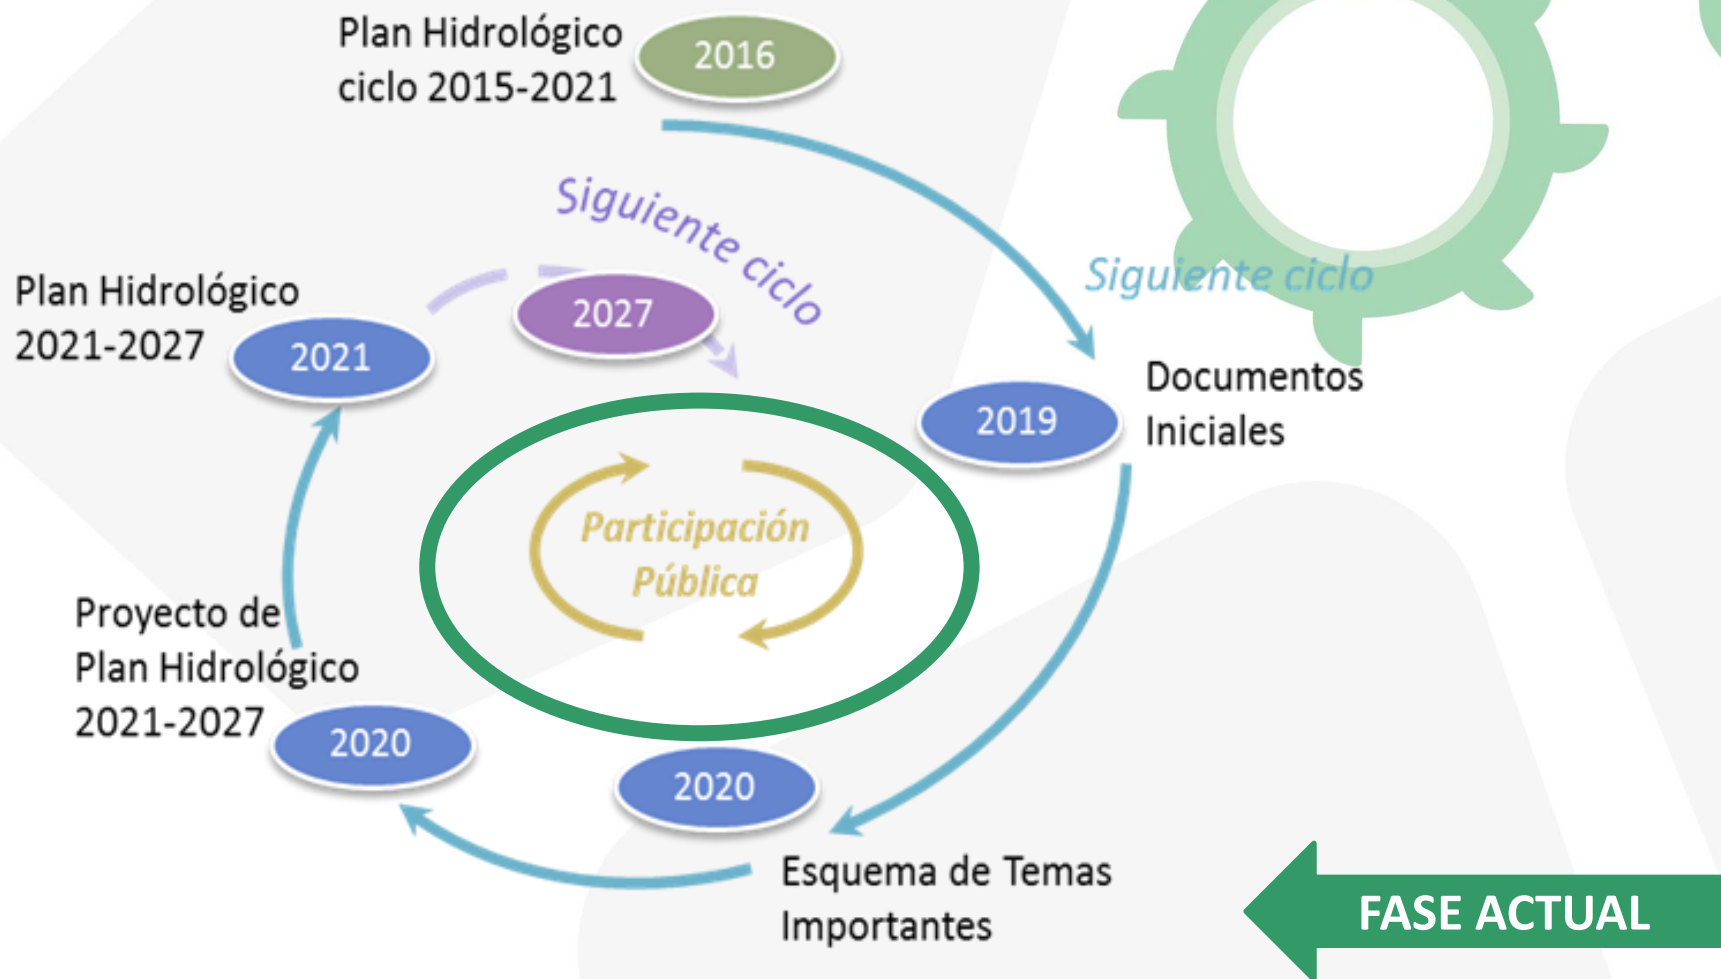 Plan Hidrológico
ciclo 2015-2021
2016
Siguiente ciclo
Siguiente ciclo
Plan Hidrológico
2021-2027
2021
2027
Documentos
Iniciales
2019
Participación
Pública
Proyecto de
Plan Hidrológico
2021-2027
2020
2020
Esquema de Temas
Importantes
FASE ACTUAL